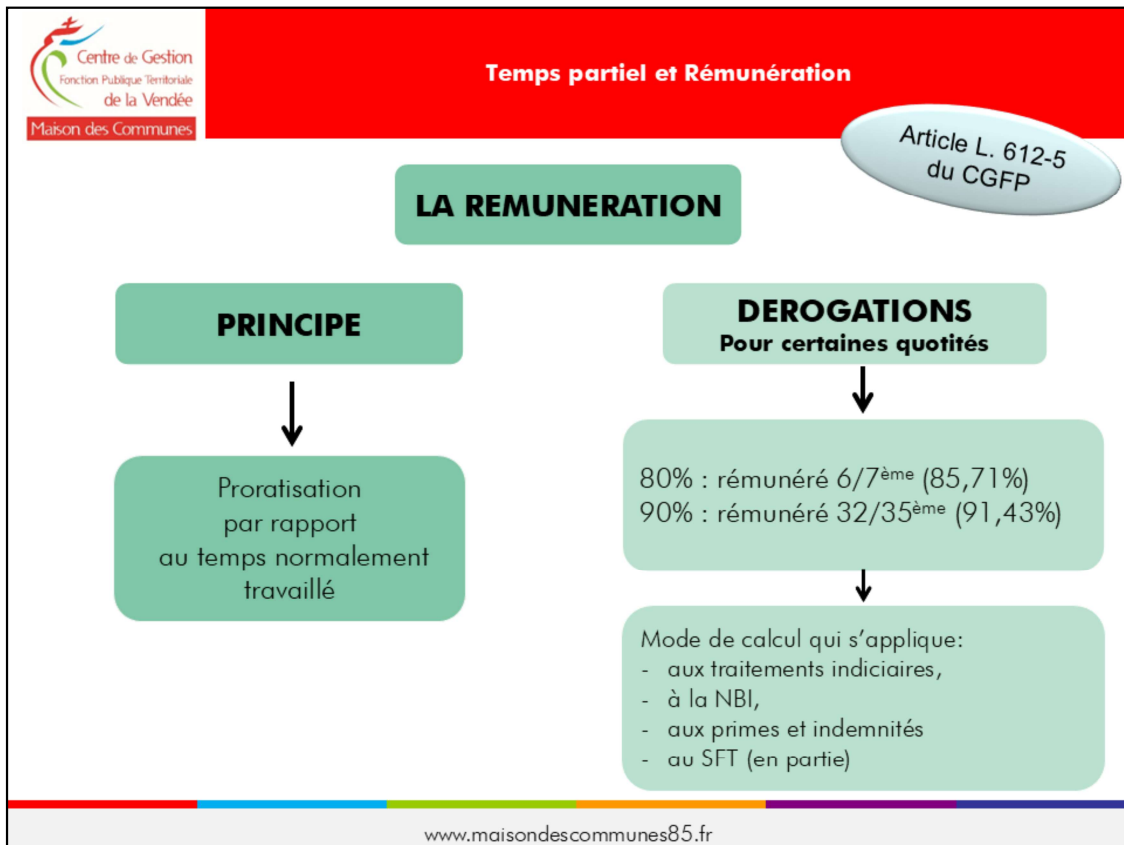 Centre de Gestion
Fonction Publique Territoriale
de la Vendée
Maison des Communes
Temps partiel et Rémunération
Article L. 612-5
du CGFP
LA REMUNERATION
PRINCIPE
Proratisation
par rapport
au temps normalement
travaillé
DEROGATIONS
Pour certaines quotités
80% : rémunéré 6/7ème (85,71%)
90% : rémunéré 32/35ème (91,43%)
Mode de calcul qui s'applique:
- aux traitements indiciaires,
- à la NBI,
- aux primes et indemnités
- au SFT (en partie)
www.maisondescommunes85.fr